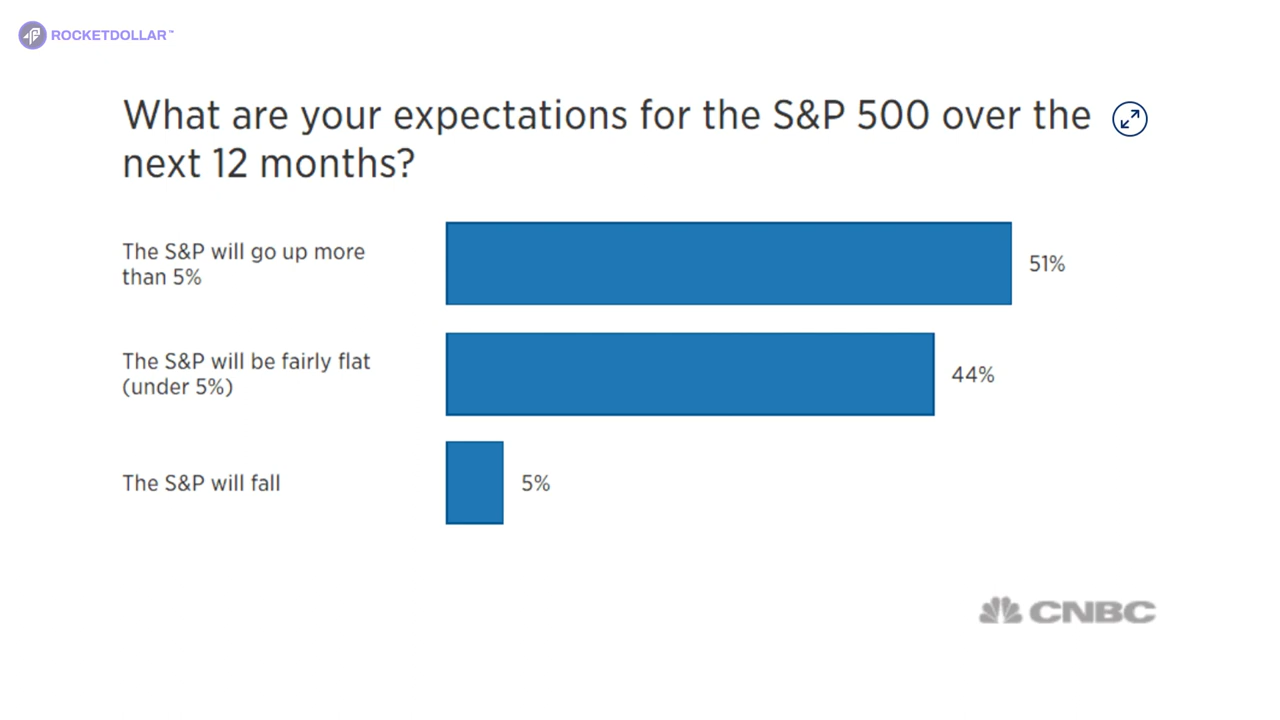 ROCKETDOLLAR™
What are your expectations for the S&P 500 over the
next 12 months?
The S&P will go up more
than 5%
51%
The S&P will be fairly flat
(under 5%)
44%
The S&P will fall
5%
CNBC